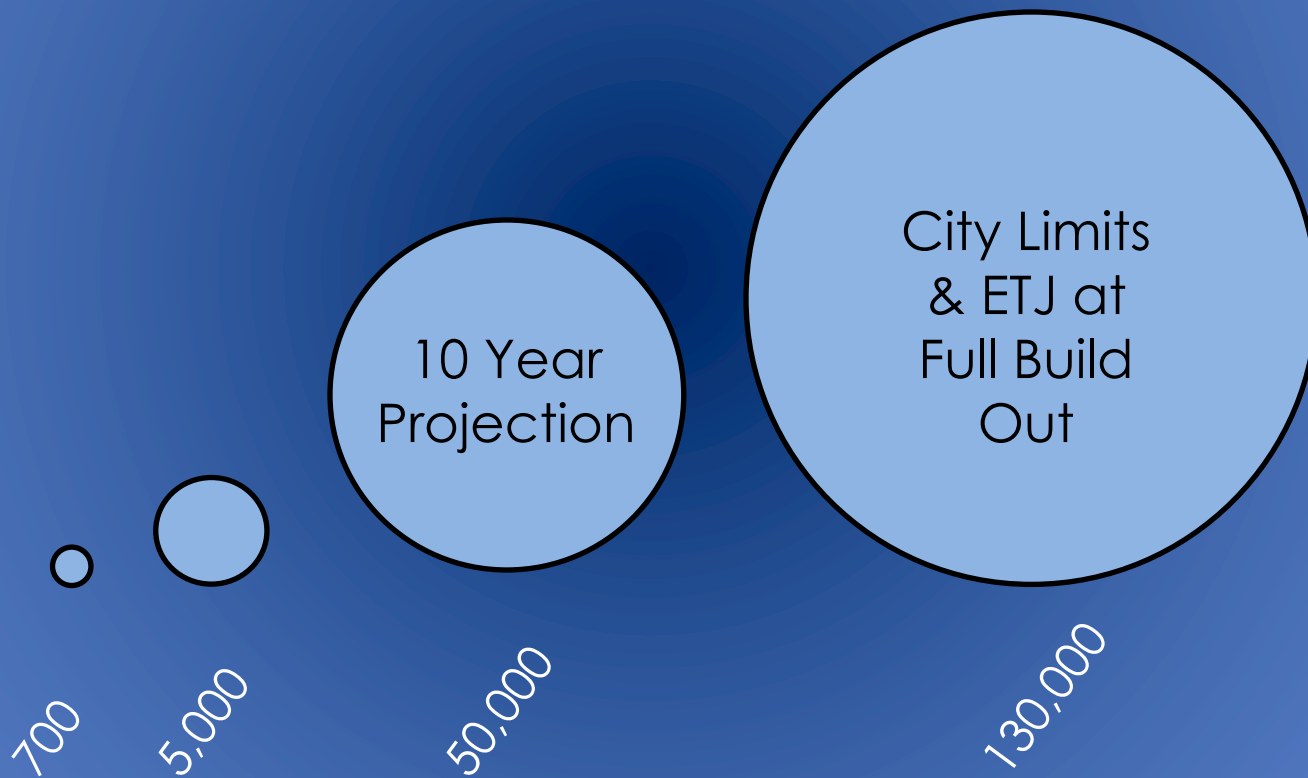 10 Year
Projection
City Limits
& ETJ at
Full Build
Out
700
5,000
50,000
130,000